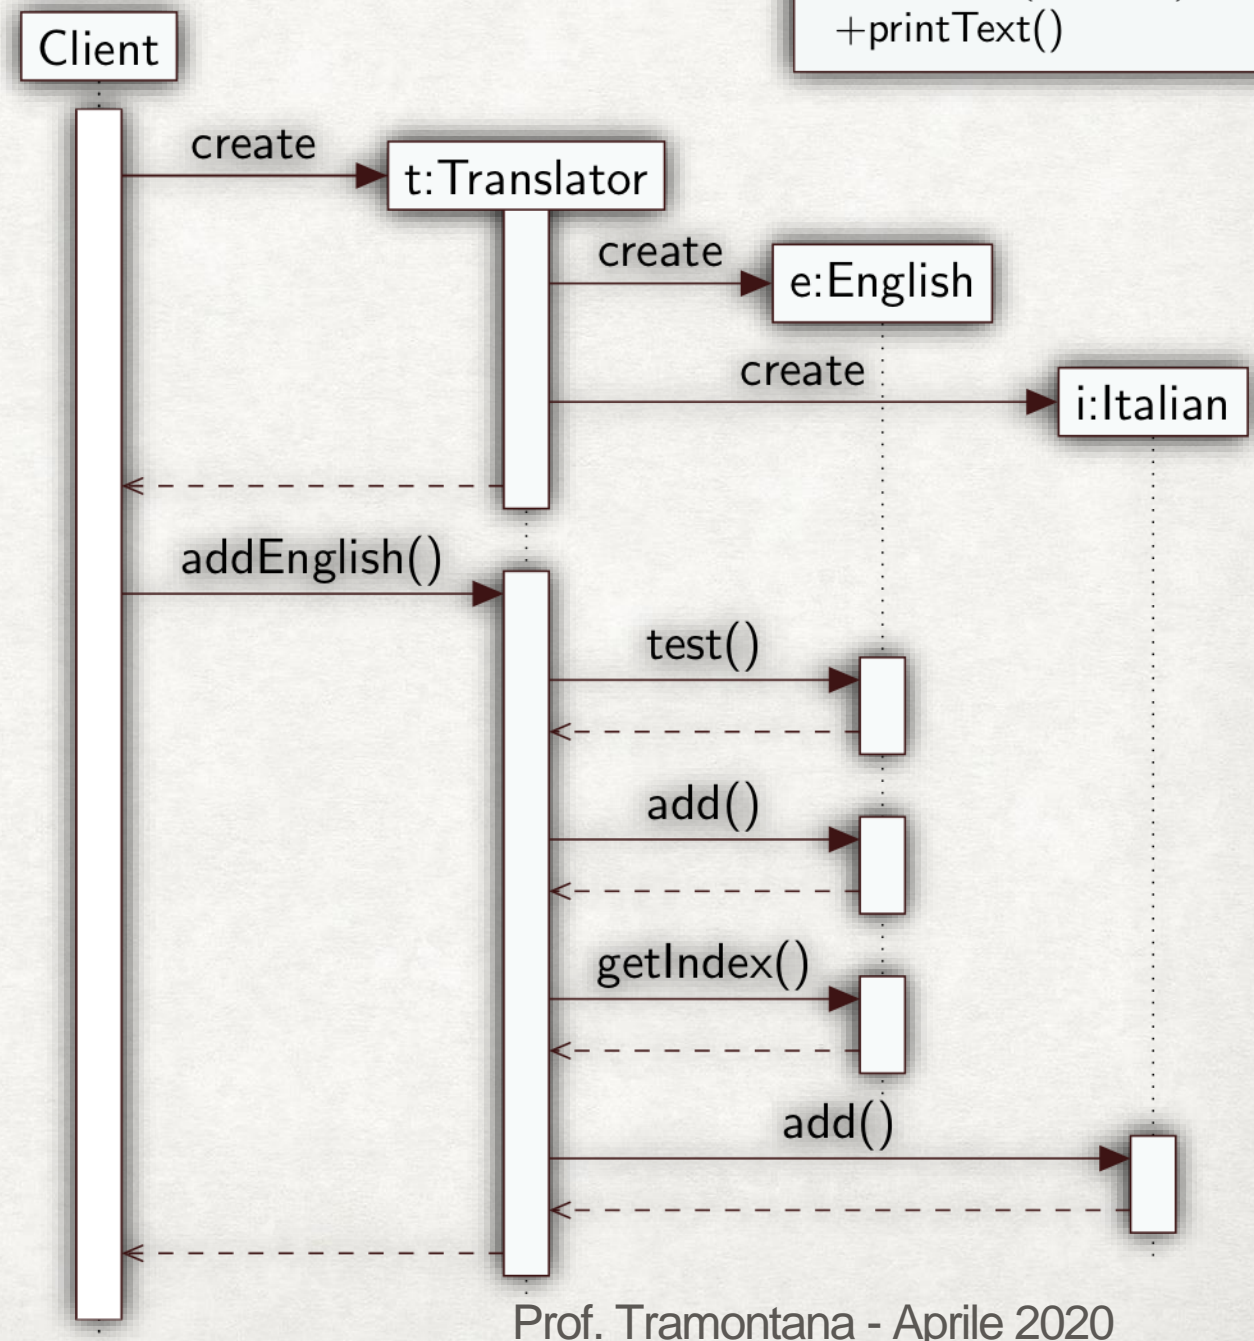 +printText()
Client
create
t:Translator
create
e:English
create
i:Italian
addEnglish()
test()
add()
getIndex()
add()
Prof. Tramontana - Aprile 2020